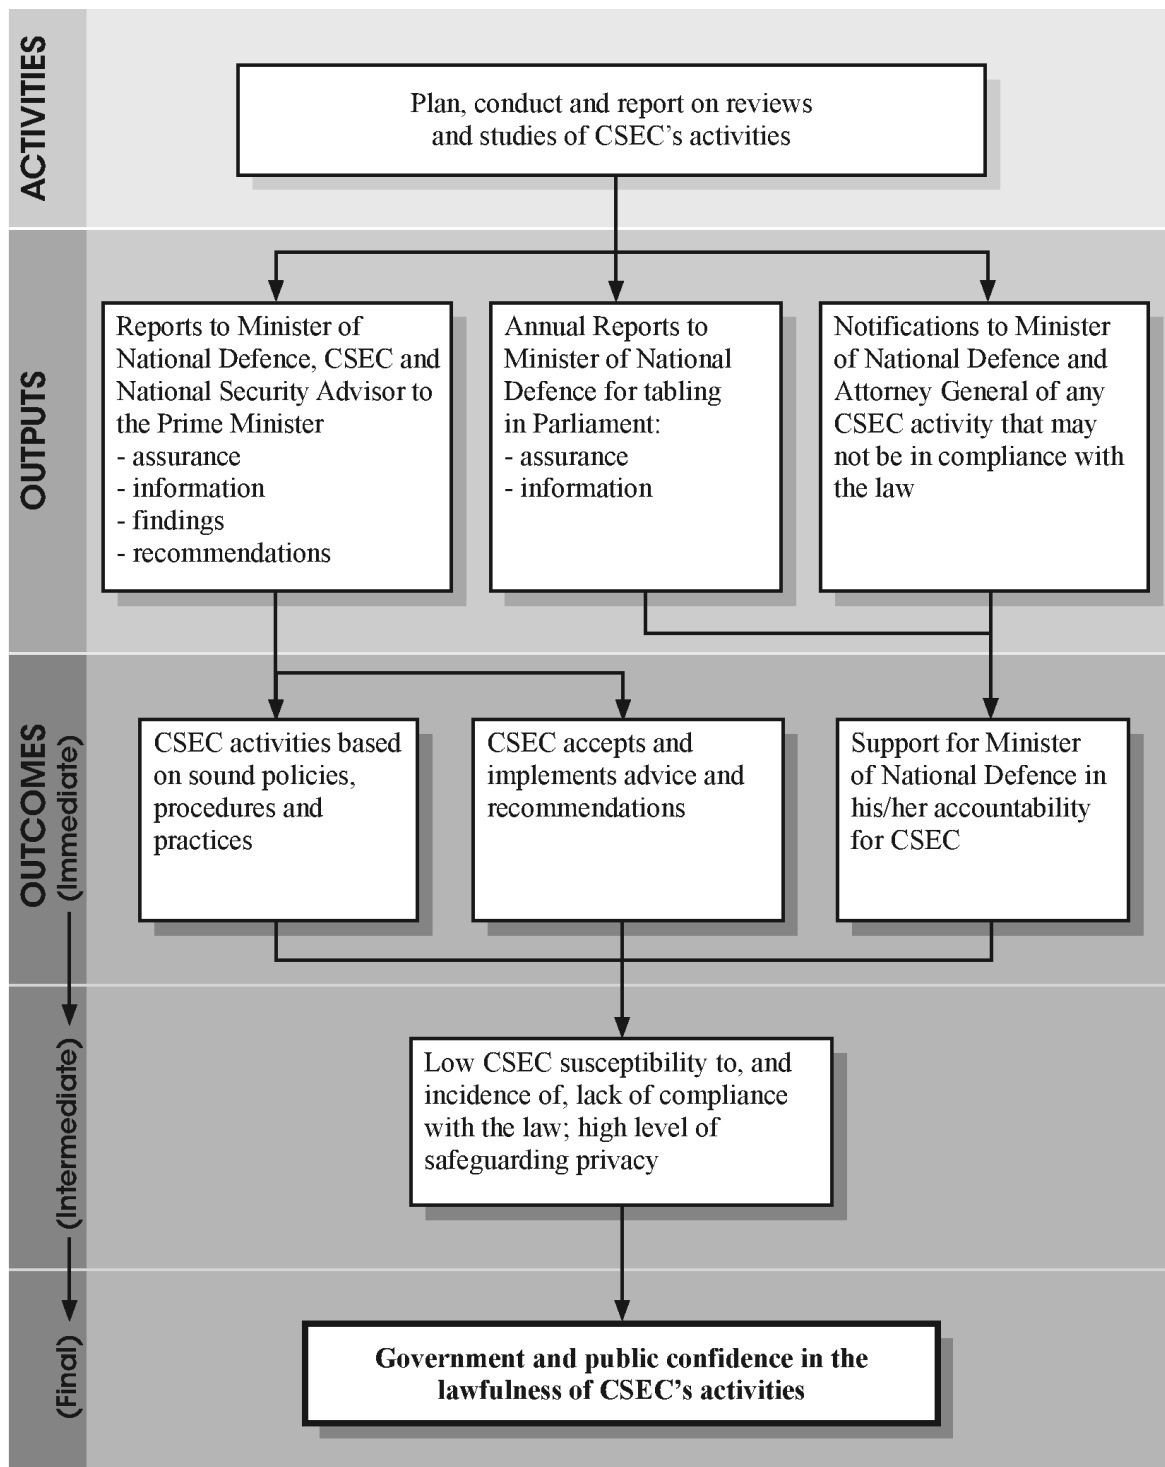 ACTIVITIES
Plan, conduct and report on reviews
and studies of CSEC's activities
OUTPUTS
Reports to Minister of
National Defence, CSEC and
National Security Advisor to
the Prime Minister
- assurance
- information
- findings
- recommendations
Annual Reports to
Minister of National
Defence for tabling
in Parliament:
- assurance
- information
Notifications to Minister
of National Defence and
Attorney General of any
CSEC activity that may
not be in compliance with
the law
OUTCOMES
(Immediate)
CSEC activities based
on sound policies,
procedures and
practices
CSEC accepts and
implements advice and
recommendations
Support for Minister
of National Defence in
his/her accountability
for CSEC
(Intermediate)
Low CSEC susceptibility to, and
incidence of, lack of compliance
with the law; high level of
safeguarding privacy
(Final)
Government and public confidence in the
lawfulness of CSEC's activities